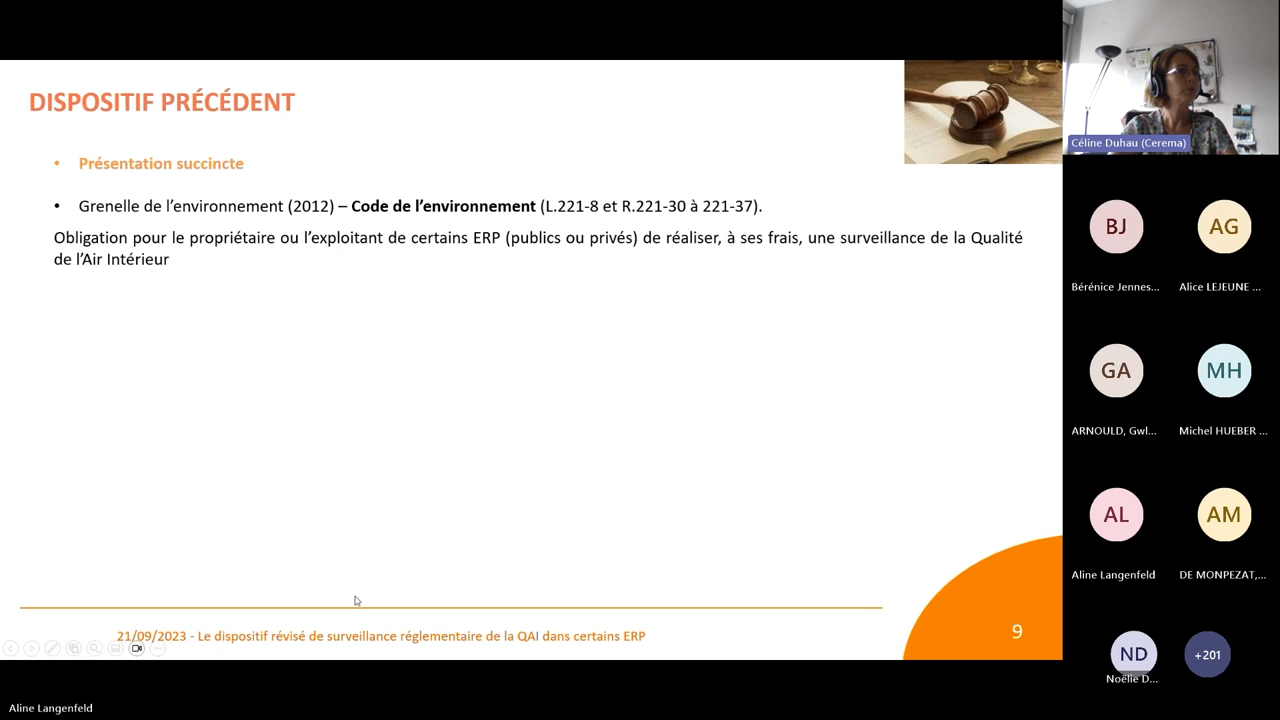 DISPOSITIF PRÉCÉDENT
• Présentation succincte
• Grenelle de l'environnement (2012) – Code de l'environnement (L.221-8 et R.221-30 à 221-37).
Obligation pour le propriétaire ou l'exploitant de certains ERP (publics ou privés) de réaliser, à ses frais, une surveillance de la Qualité
de l'Air Intérieur
21/09/2023 - Le dispositif révisé de surveillance réglementaire de la QAI dans certains ERP
9
Céline Duhau (Cerema)
BJ
AG
Bérénice Jennes...
Alice LEJEUNE ...
GA
MH
ARNOULD, Gwl...
Michel HUEBER ...
AL
AM
Aline Langenfeld
DE MONPEZAT,...
ND
+201
Noëlie D...
Aline Langenfeld